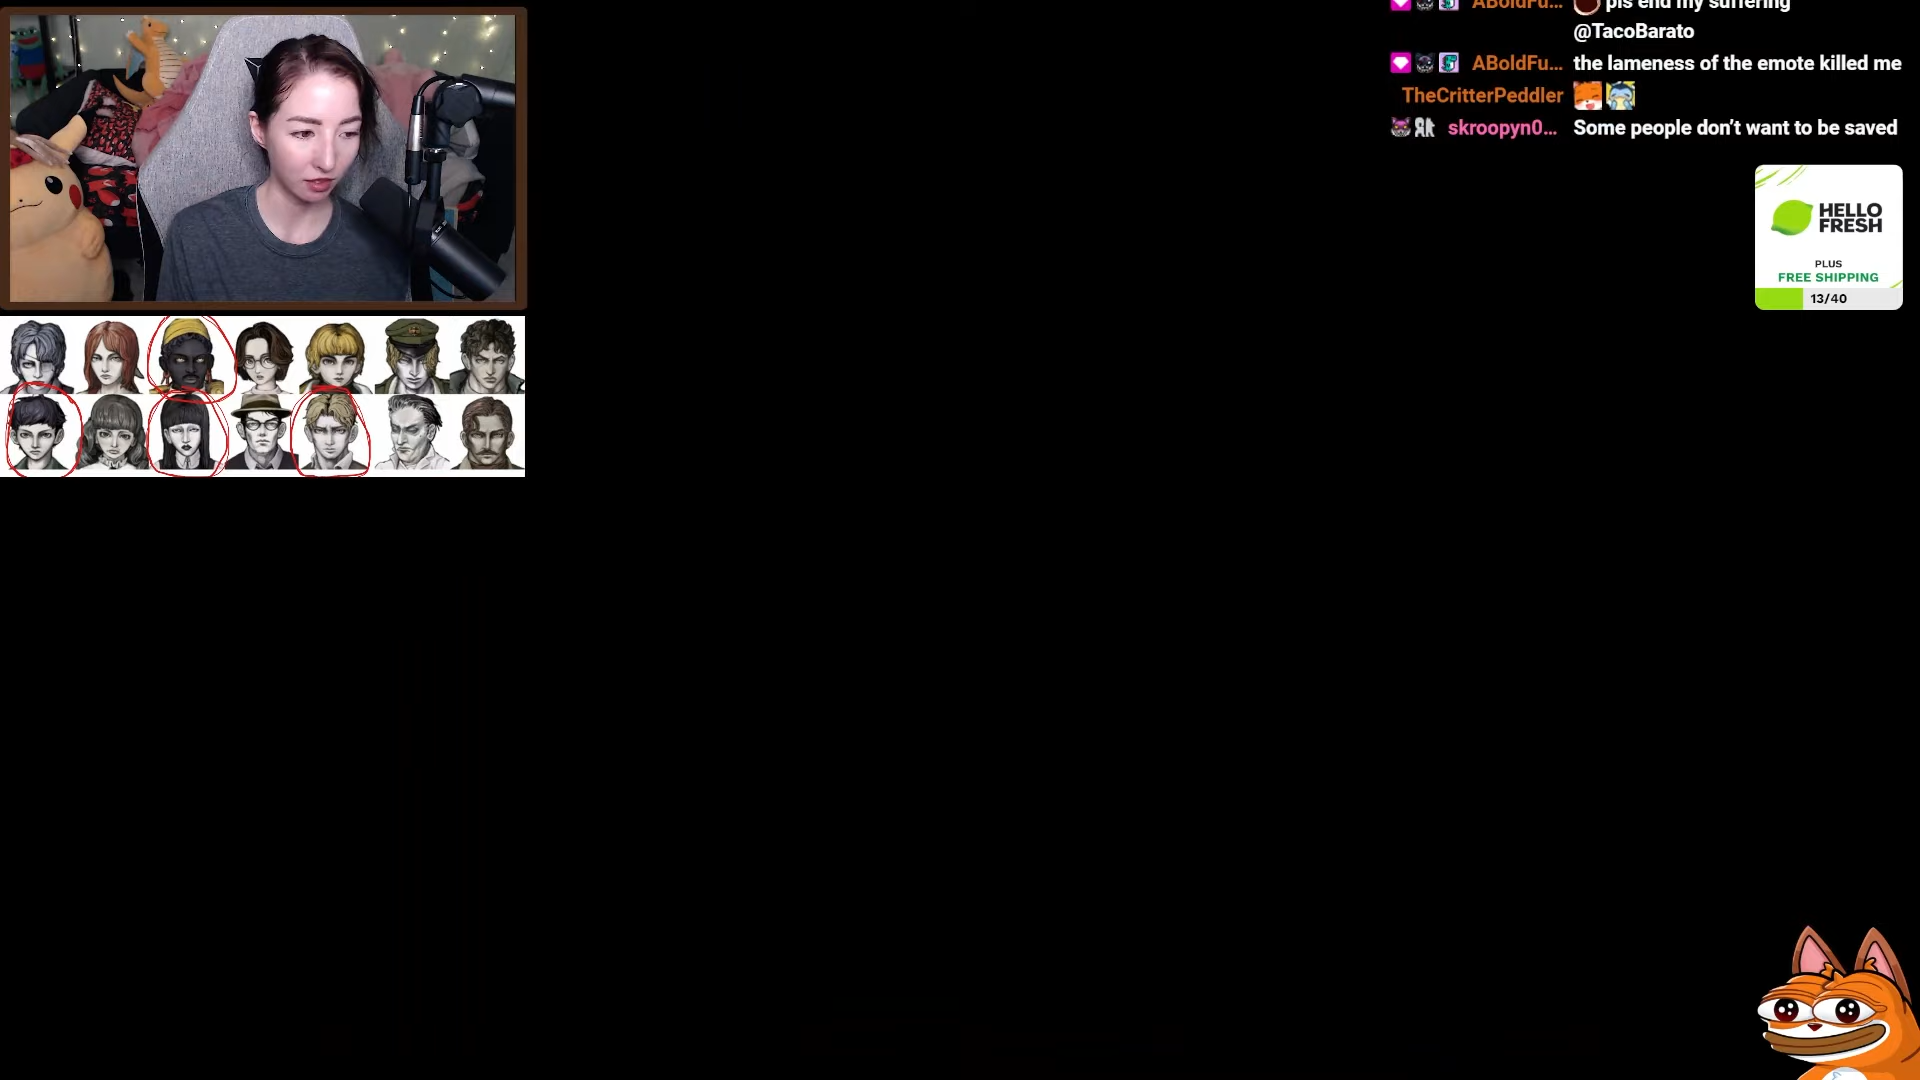 ABoldFu... pls end my suffering
@TacoBarato
ABoldFu... the lameness of the emote killed me
TheCritterPeddler
skroopyn0... Some people don’t want to be saved
HELLO
FRESH
PLUS
FREE SHIPPING
13/40